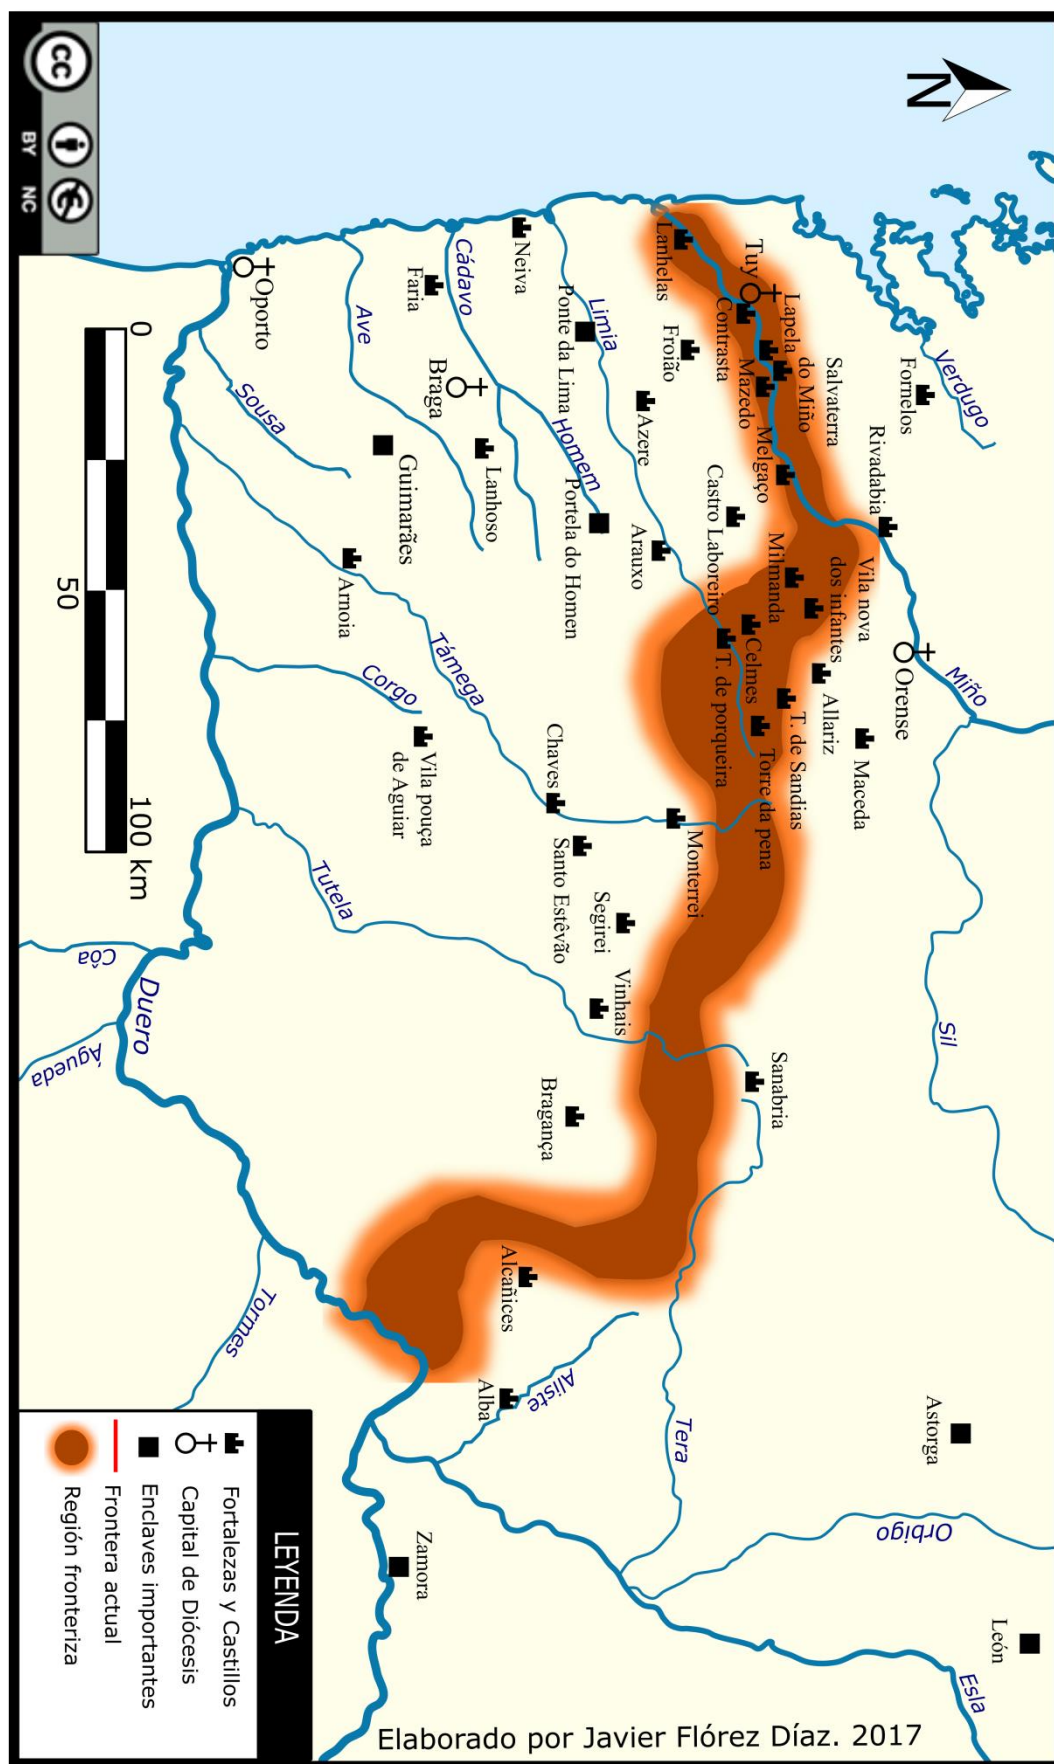 N
Verdugo
Fornelos
Salvaterra
do Miño
Lapela
Tuy
Contrasta
Mazedo
Melgaço
Lanhelas
Froião
Rivadabia
Orense
Miño
Sil
Vila nova
dos infantes
Milmanda
Allariz
Maceda
Celmes
T. de Sandias
Torre da pena
T. de porqueira
Castro Laboreiro
Arauxo
Azere
Limia
Ponte da Lima
Neiva
Cádavo
Homem
Portela do Homen
Faria
Braga
Lanhoso
Ave
Guimarães
Oporto
Sousa
Arnoia
Támega
Corgo
Vila pouça
de Aguiar
Chaves
Santo Estêvão
Monterrei
Segirei
Vinhais
Tutela
Sanabria
Bragança
Alcañices
Alba
Aliste
Tera
Astorga
Orbigo
León
Esla
Zamora
Duero
Côa
Águeda
Tormes
0
50
100 km
cc
BY NC
LEYENDA
Fortalezas y Castillos
Capital de Diócesis
Enclaves importantes
Frontera actual
Región fronteriza
Elaborado por Javier Flórez Díaz. 2017